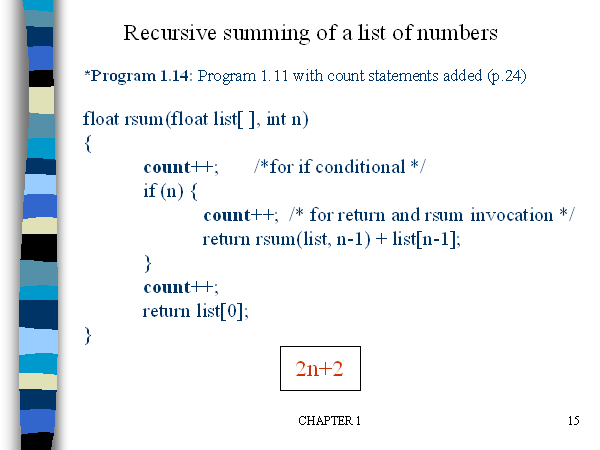 Recursive summing of a list of numbers
*Program 1.14: Program 1.11 with count statements added (p.24)
float rsum(float list[ ], int n)
{
count++; /*for if conditional */
if (n) {
count++; /* for return and rsum invocation */
return rsum(list, n-1) + list[n-1];
}
count++;
return list[0];
}
2n+2
CHAPTER 1 15